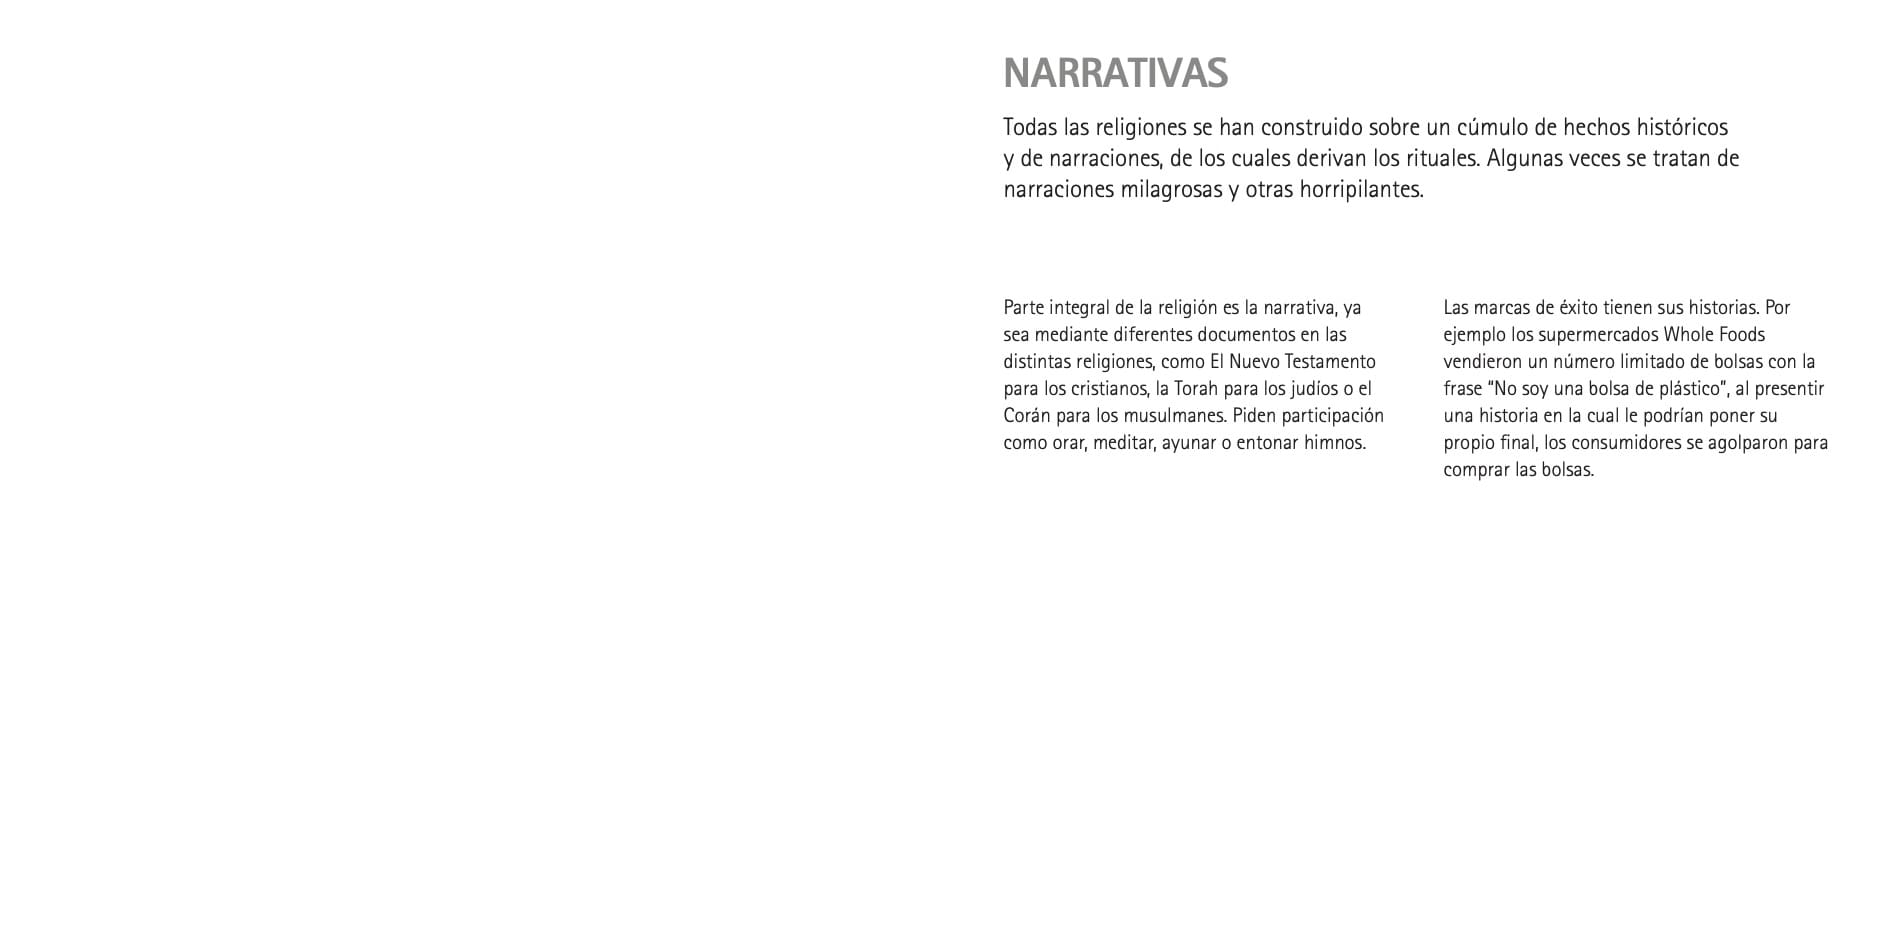 NARRATIVAS
Todas las religiones se han construido sobre un cúmulo de hechos históricos
y de narraciones, de los cuales derivan los rituales. Algunas veces se tratan de
narraciones milagrosas y otras horripilantes.
Parte integral de la religión es la narrativa, ya
sea mediante diferentes documentos en las
distintas religiones, como El Nuevo Testamento
para los cristianos, la Torah para los judíos o el
Corán para los musulmanes. Piden participación
como orar, meditar, ayunar o entonar himnos.
Las marcas de éxito tienen sus historias. Por
ejemplo los supermercados Whole Foods
vendieron un número limitado de bolsas con la
frase “No soy una bolsa de plástico”, al presentir
una historia en la cual le podrían poner su
propio final, los consumidores se agolparon para
comprar las bolsas.